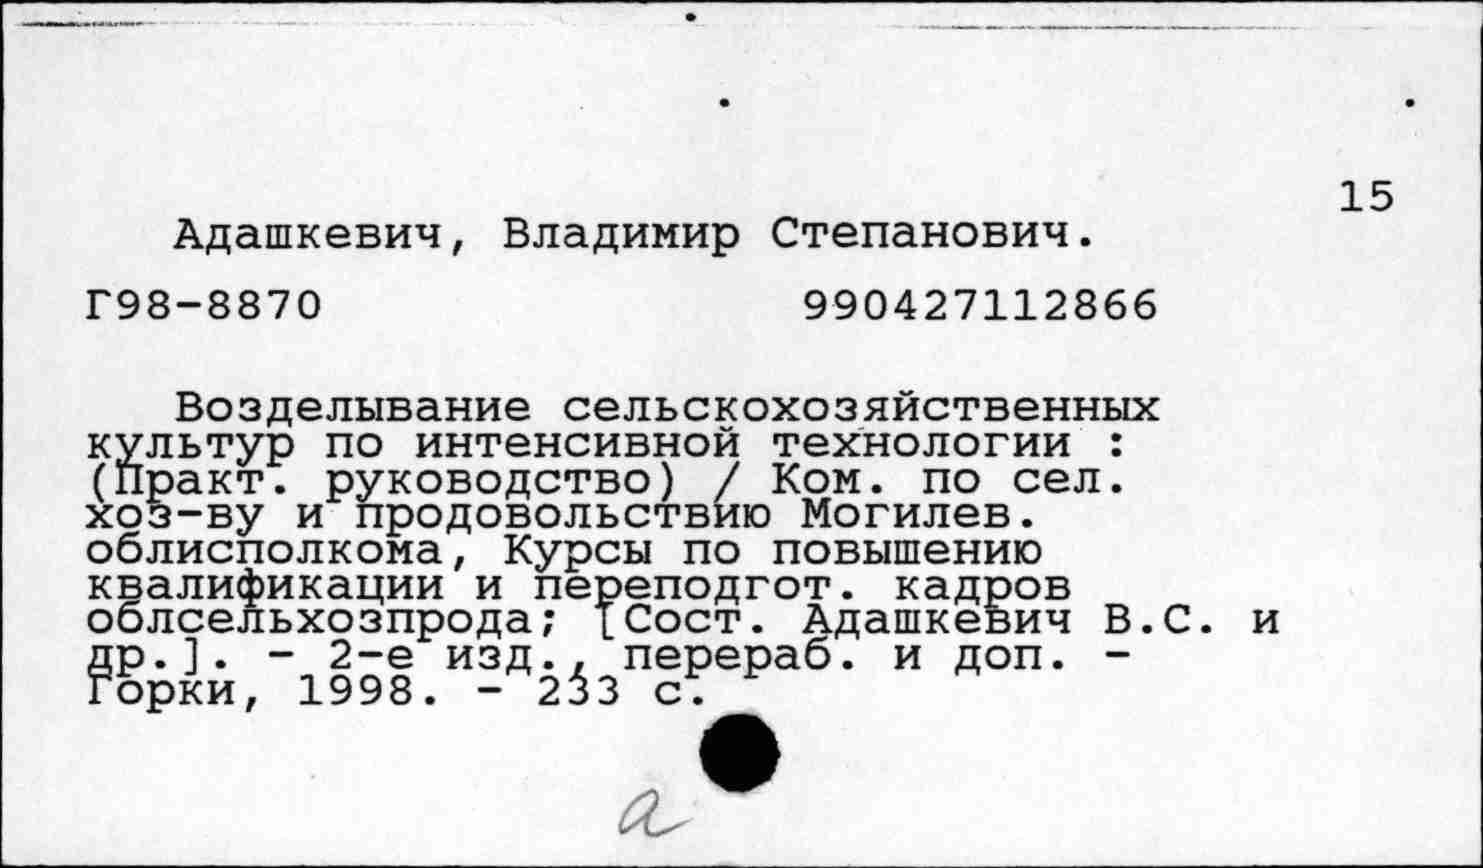 15
Адашкевич, Владимир Степанович.
Г98-8870 990427112866
Возделывание сельскохозяйственных
культур по интенсивной технологии :
(Практ. руководство) / Ком. по сел.
хоз-ву и продовольствию Могилев.
облисполкома, Курсы по повышению
квалификации и переподгот. кадров
облсельхозпрода; [Сост. Адашкевич В.С. и
др.]. - 2-е изд., перераб. и доп. -
Горки, 1998. - 233 с.
а